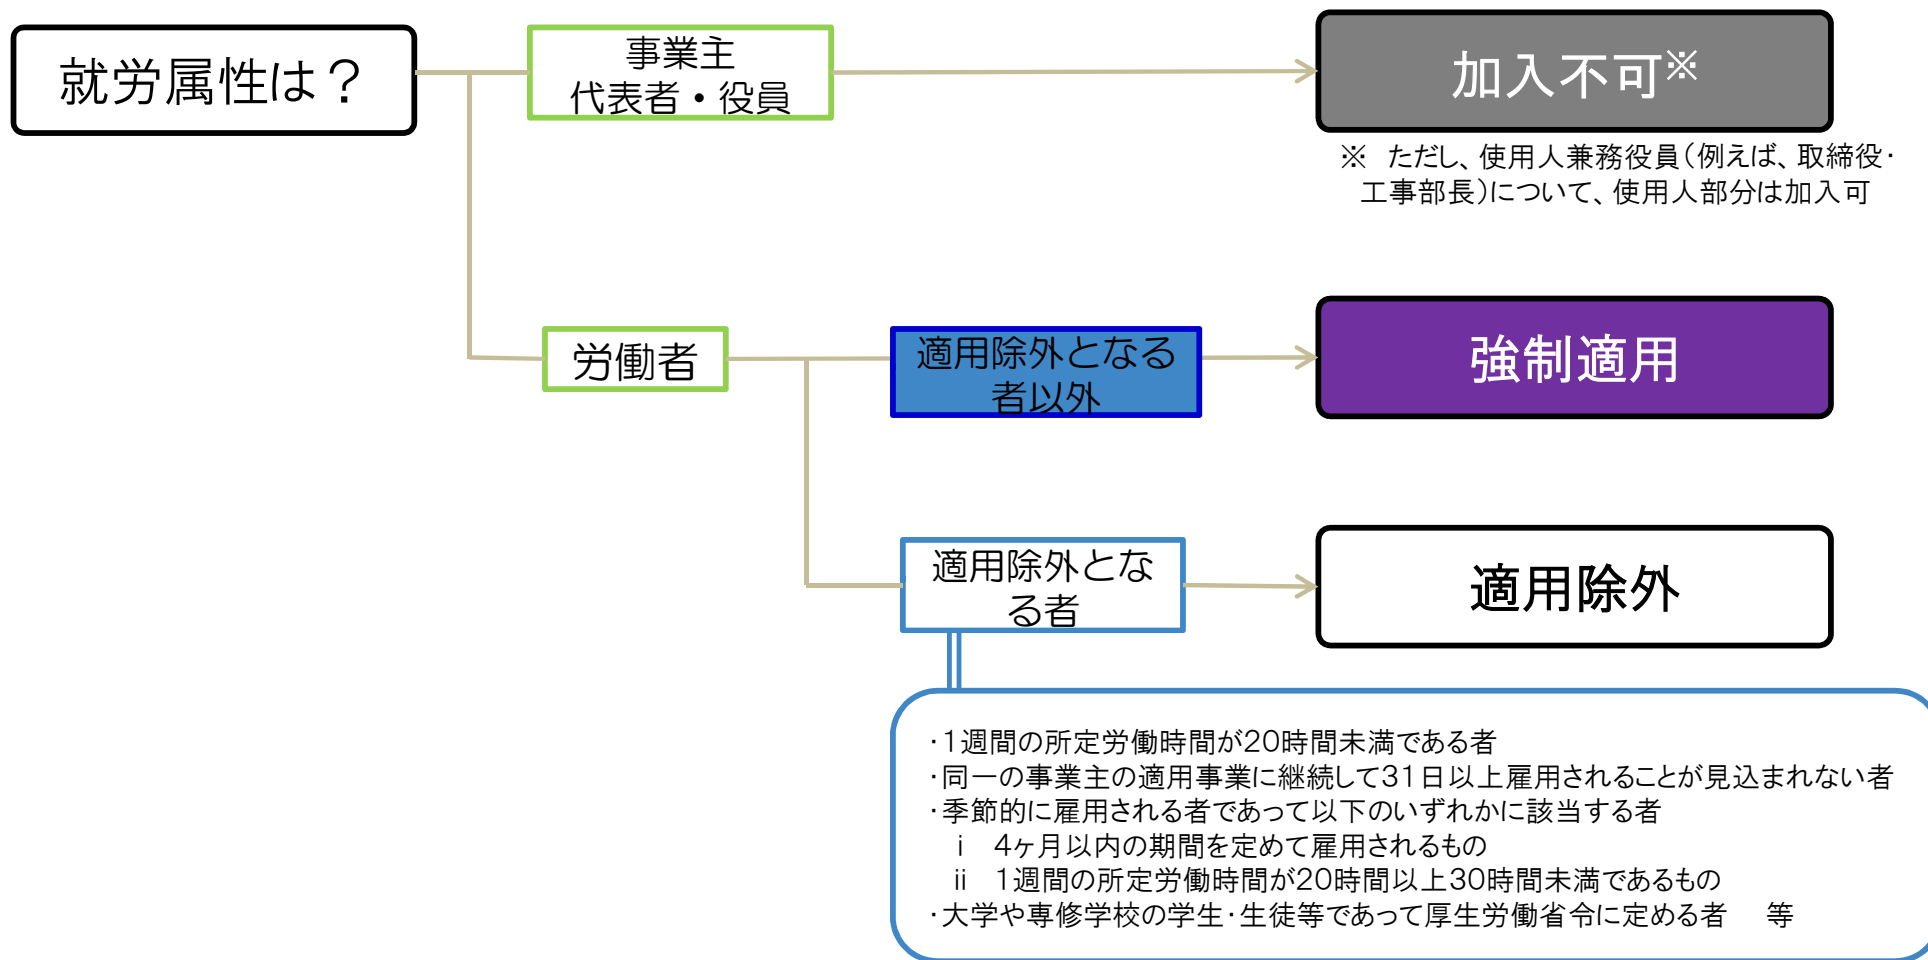 就労属性は？
事業主
代表者・役員
加入不可※
※　ただし、使用人兼務役員（例えば、取締役・
工事部長）について、使用人部分は加入可
労働者
適用除外となる
者以外
強制適用
適用除外とな
る者
適用除外
・1週間の所定労働時間が20時間未満である者
・同一の事業主の適用事業に継続して31日以上雇用されることが見込まれない者
・季節的に雇用される者であって以下のいずれかに該当する者
ⅰ　4ヶ月以内の期間を定めて雇用されるもの
ⅱ　1週間の所定労働時間が20時間以上30時間未満であるもの
・大学や専修学校の学生・生徒等であって厚生労働省令に定める者　等